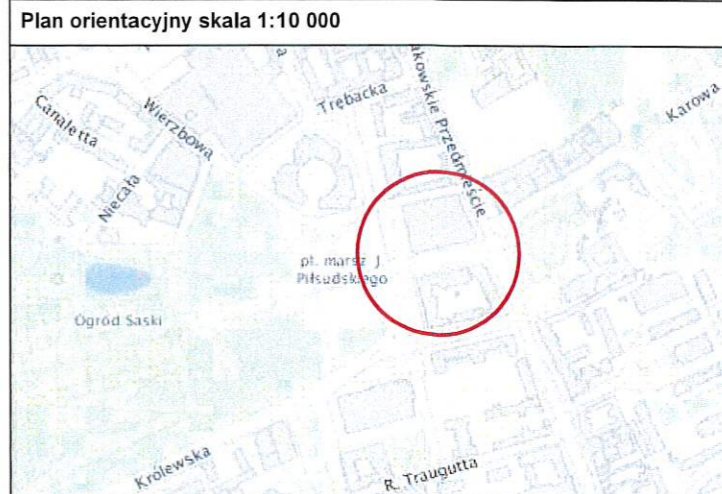 Plan orientacyjny skala 1:10 000
Trębacka
akowskie Przedmieście
Karowa
Canaletta
Wierzbowa
Niecała
pl. marsz. J.
Piłsudskiego
Ogród Saski
Królewska
R. Traugutta